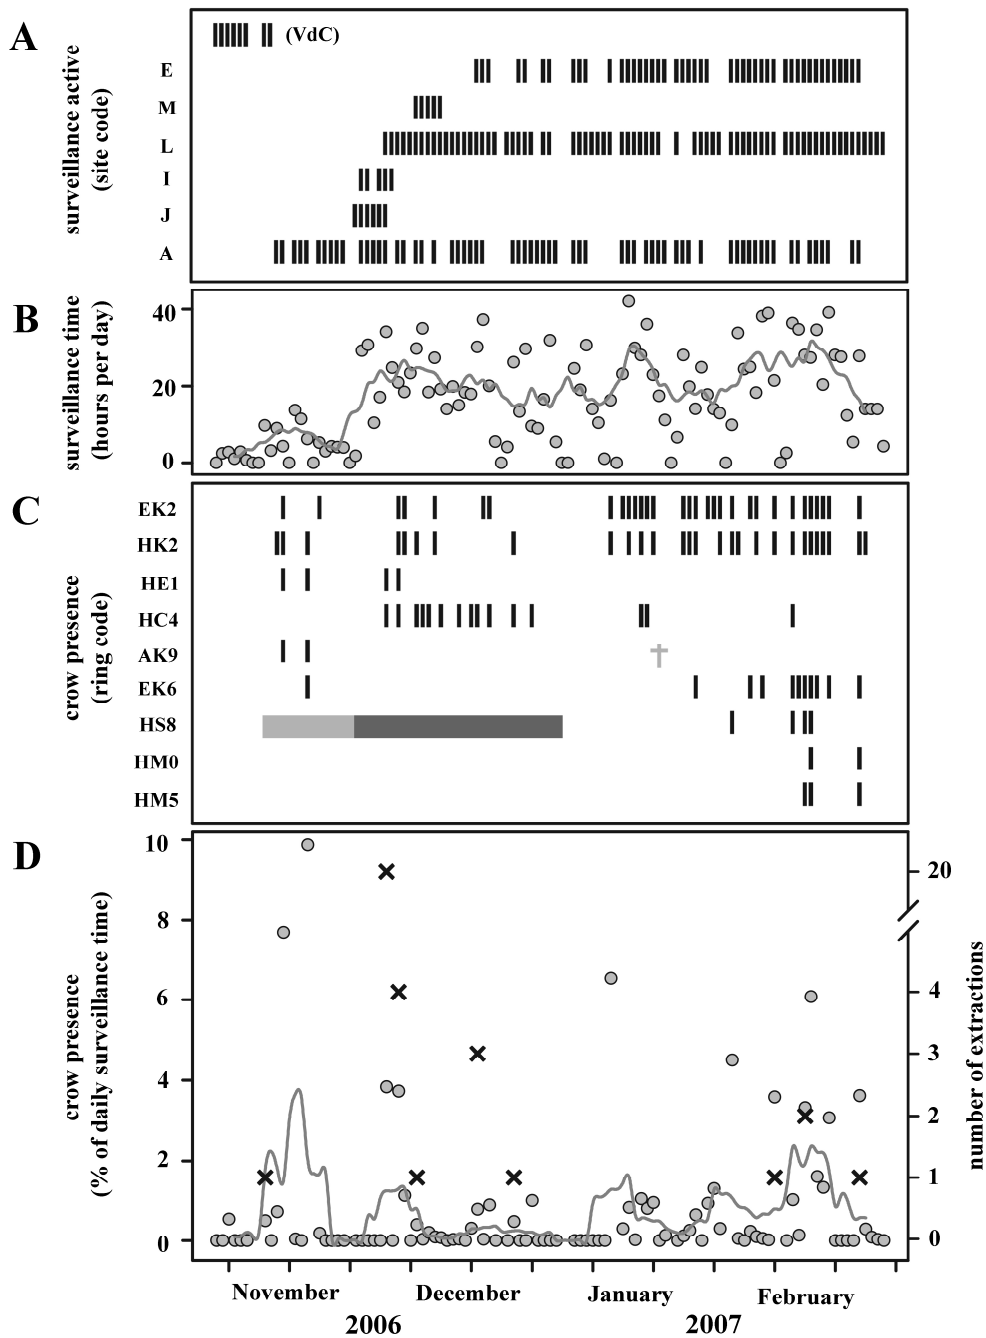 A
surveillance active
(site code)
(VdC)
E
M
L
I
J
A
B
surveillance time
(hours per day)
40
20
0
C
crow presence
(ring code)
EK2
HK2
HE1
HC4
AK9
EK6
HS8
HM0
HM5
D
crow presence
(% of daily surveillance time)
10
8
6
4
2
0
20
4
3
2
1
0
number of extractions
November
December
January
February
2006
2007